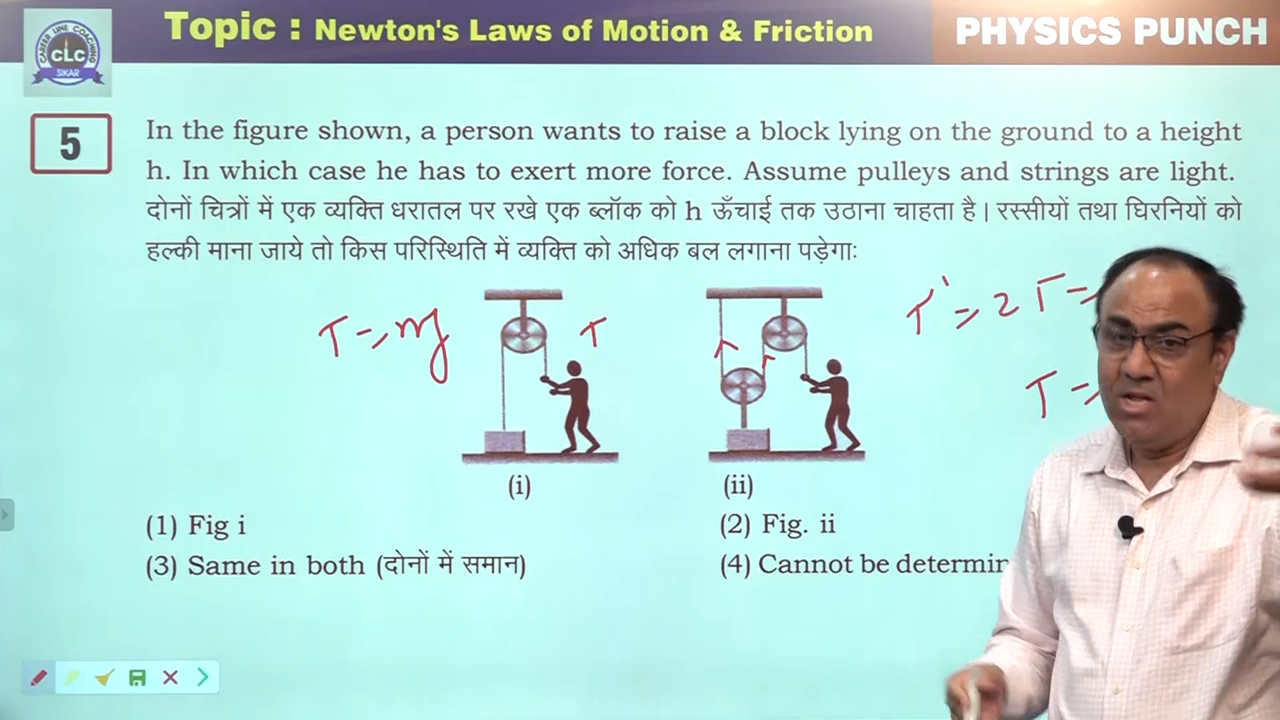 Topic : Newton's Laws of Motion & Friction
PHYSICS PUNCH
CAREER LINE COACHING
CLC
SIKAR
5
In the figure shown, a person wants to raise a block lying on the ground to a height
h. In which case he has to exert more force. Assume pulleys and strings are light.
दोनों चित्रों में एक व्यक्ति धरातल पर रखे एक ब्लॉक को h ऊँचाई तक उठाना चाहता है। रस्सीयों तथा घिरनियों को
हल्की माना जाये तो किस परिस्थिति में व्यक्ति को अधिक बल लगाना पड़ेगाः
T = mg
T
T' = 2T =
T =
(i)
(ii)
(1) Fig i
(2) Fig. ii
(3) Same in both (दोनों में समान)
(4) Cannot be determin